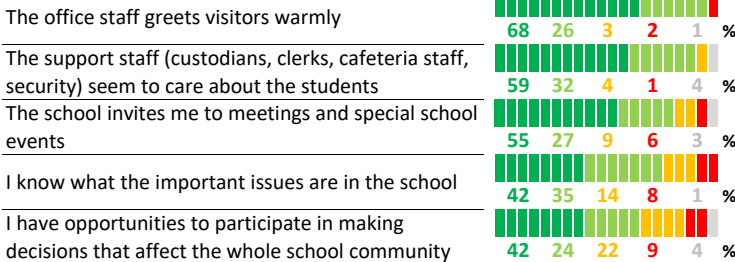 The office staff greets visitors warmly
68 26 3 2 1 %
The support staff (custodians, clerks, cafeteria staff,
security) seem to care about the students
59 32 4 1 4 %
The school invites me to meetings and special school
events
55 27 9 6 3 %
I know what the important issues are in the school
42 35 14 8 1 %
I have opportunities to participate in making
decisions that affect the whole school community
42 24 22 9 4 %